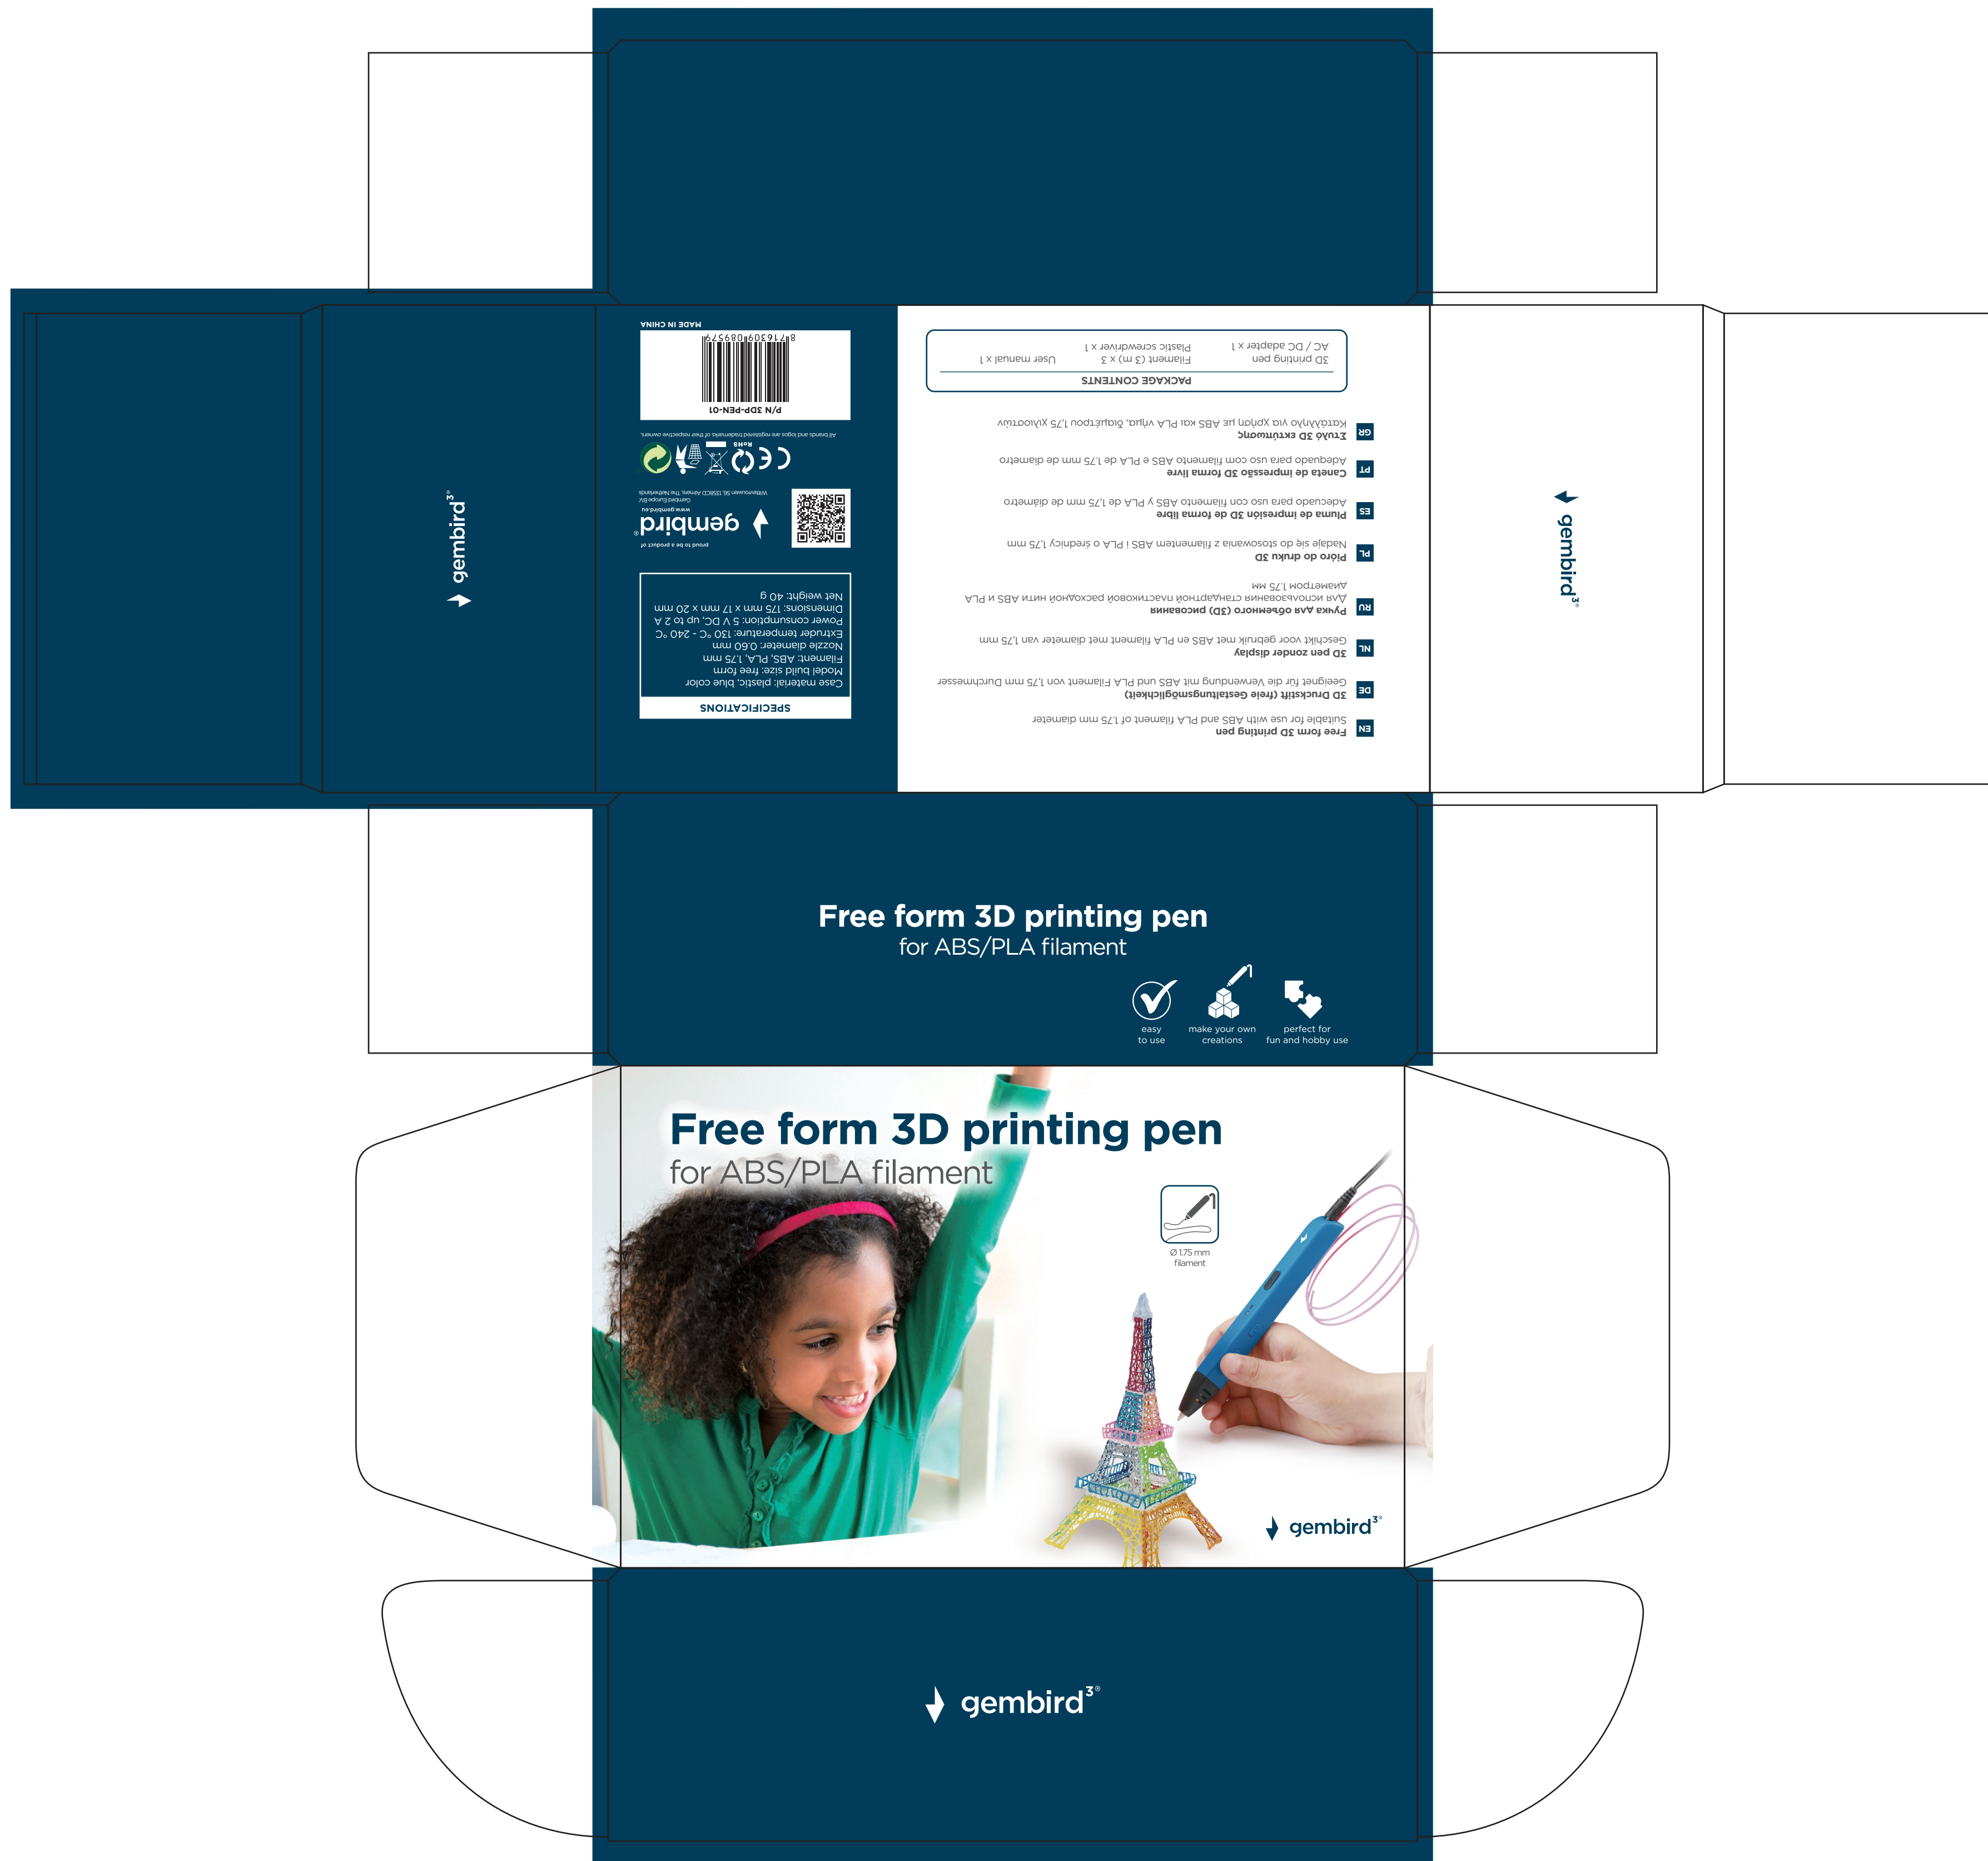 MADE IN CHINA
8 716309 089579
P/N 3DP-PEN-01
All brands and logos are registered trademarks of their respective owners.
CE
RoHS
Gembird Europe B.V.
Wittevrouwen 56, 1358CD Almere, The Netherlands
www.gembird.eu
gembird®
proud to be a product of
SPECIFICATIONS
Case material: plastic, blue color
Model build size: free form
Filament: ABS, PLA, 1.75 mm
Nozzle diameter: 0.60 mm
Extruder temperature: 130 °C - 240 °C
Power consumption: 5 V DC, up to 2 A
Dimensions: 175 mm x 17 mm x 20 mm
Net weight: 40 g
EN
Free form 3D printing pen
Suitable for use with ABS and PLA filament of 1.75 mm diameter
DE
3D Druckstift (freie Gestaltungsmöglichkeit)
Geeignet für die Verwendung mit ABS und PLA Filament von 1,75 mm Durchmesser
NL
3D pen zonder display
Geschikt voor gebruik met ABS en PLA filament met diameter van 1,75 mm
RU
Ручка для объемного (3D) рисования
Для использования стандартной пластиковой расходной нити ABS и PLA
диаметром 1.75 мм
PL
Pióro do druku 3D
Nadaje się do stosowania z filamentem ABS i PLA o średnicy 1,75 mm
ES
Pluma de impresión 3D de forma libre
Adecuado para uso con filamento ABS y PLA de 1,75 mm de diámetro
PT
Caneta de impressão 3D forma livre
Adequado para uso com filamento ABS e PLA de 1.75 mm de diametro
GR
Στυλό 3D εκτύπωσης
Κατάλληλο για χρήση με ABS και PLA νήμα, διαμέτρου 1,75 χιλιοστών
PACKAGE CONTENTS
3D printing pen
AC / DC adapter x 1
Filament (3 m) x 3
Plastic screwdriver x 1
User manual x 1
gembird3®
gembird3®
Free form 3D printing pen
for ABS/PLA filament
easy
to use
make your own
creations
perfect for
fun and hobby use
Free form 3D printing pen
for ABS/PLA filament
Ø 1.75 mm
filament
gembird3®
gembird3®